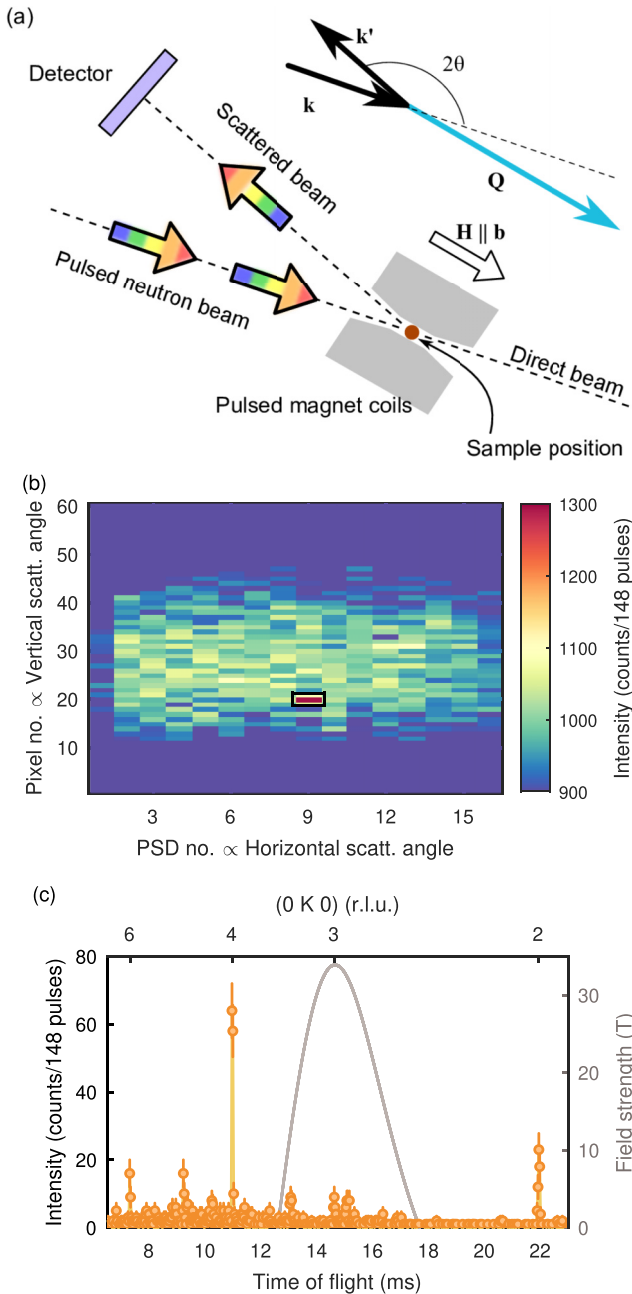 (a)
k'
2θ
Detector
k
Scattered beam
Q
H ∥ b
Pulsed neutron beam
Direct beam
Pulsed magnet coils
Sample position
(b)
60
50
40
30
20
10
Pixel no. ∝ Vertical scatt. angle
3 6 9 12 15
PSD no. ∝ Horizontal scatt. angle
1300
1200
1100
1000
900
Intensity (counts/148 pulses)
(c)
(0 K 0) (r.l.u.)
6 4 3 2
80
60
40
20
0
Intensity (counts/148 pulses)
30
20
10
0
Field strength (T)
8 10 12 14 16 18 20 22
Time of flight (ms)